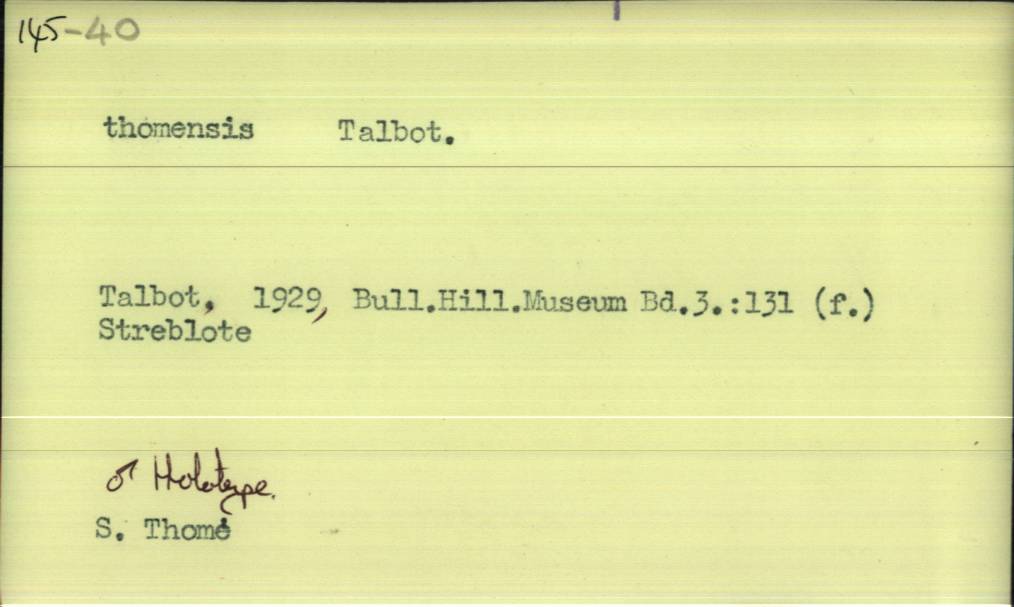 145-40
thomensis Talbot.
Talbot, 1929, Bull.Hill.Museum Bd.3.:131 (f.)
Streblote
♂ Holotype.
S. Thomé